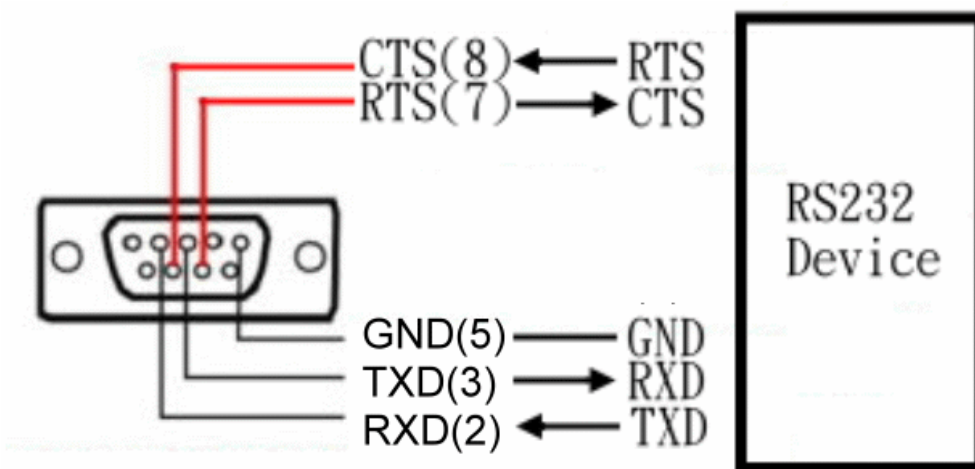 CTS(8) RTS
RTS(7) CTS
RS232
Device
GND(5) GND
TXD(3) RXD
RXD(2) TXD